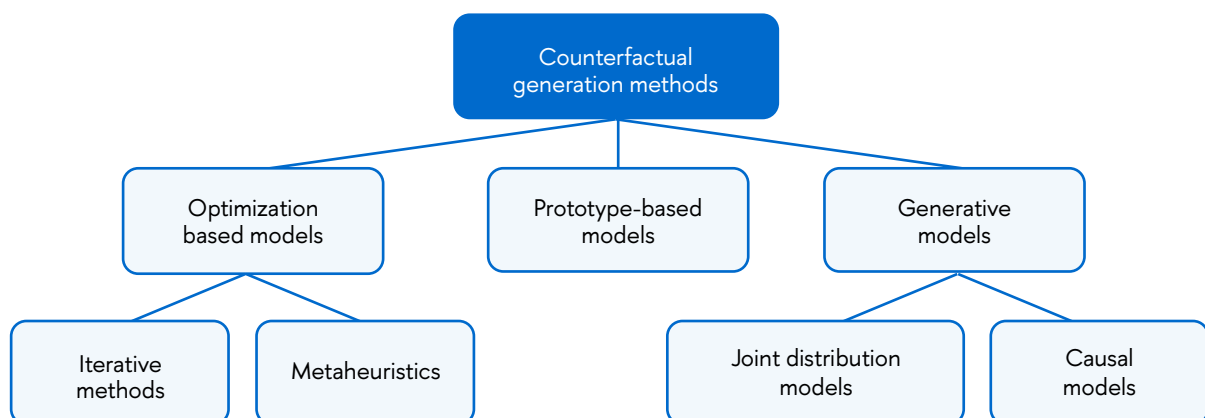 Counterfactual
generation methods
Optimization
based models
Prototype-based
models
Generative
models
Iterative
methods
Metaheuristics
Joint distribution
models
Causal
models